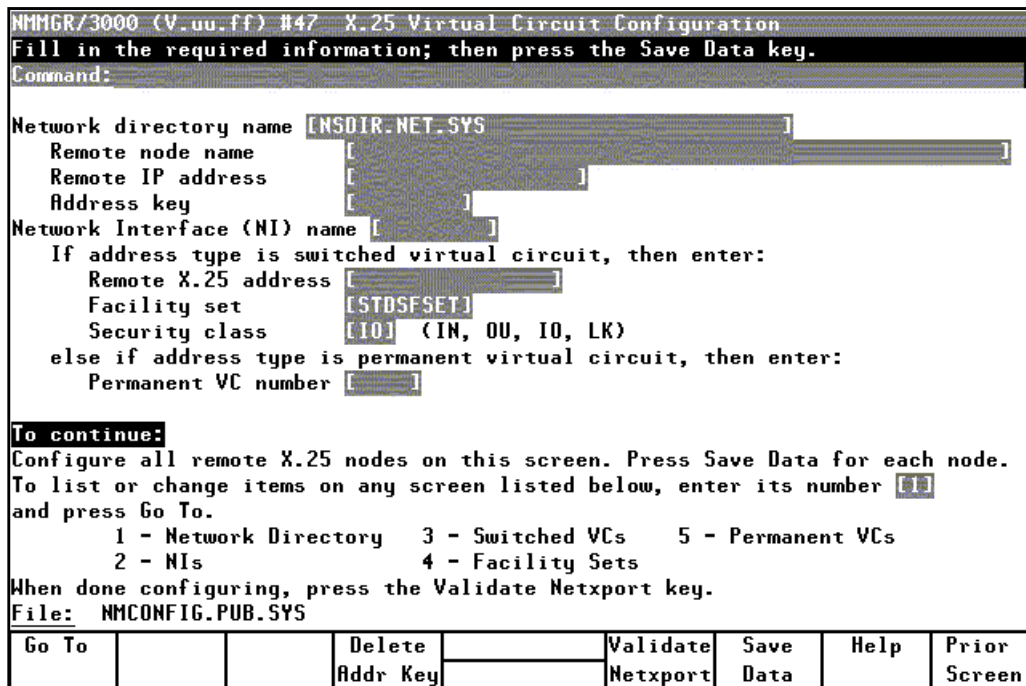 NMMGR/3000 (V.uu.ff) #47 X.25 Virtual Circuit Configuration
Fill in the required information; then press the Save Data key.
Command:
Network directory name [NSDIR.NET.SYS ]
Remote node name [ ]
Remote IP address [ ]
Address key [ ]
Network Interface (NI) name [ ]
If address type is switched virtual circuit, then enter:
Remote X.25 address [ ]
Facility set [STDSFSET]
Security class [IO] (IN, OU, IO, LK)
else if address type is permanent virtual circuit, then enter:
Permanent VC number [ ]
To continue:
Configure all remote X.25 nodes on this screen. Press Save Data for each node.
To list or change items on any screen listed below, enter its number [1]
and press Go To.
1 - Network Directory 3 - Switched VCs 5 - Permanent VCs
2 - NIs 4 - Facility Sets
When done configuring, press the Validate Netxport key.
File: NMCONFIG.PUB.SYS
Go To Delete Validate Save Help Prior
Addr Key Netxport Data Screen